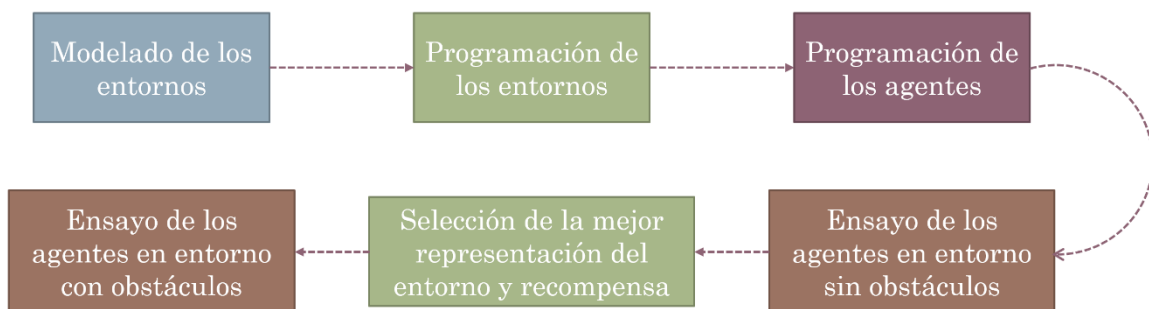 Modelado de los
entornos
Programación de
los entornos
Programación de
los agentes
Ensayo de los
agentes en entorno
sin obstáculos
Selección de la mejor
representación del
entorno y recompensa
Ensayo de los
agentes en entorno
con obstáculos